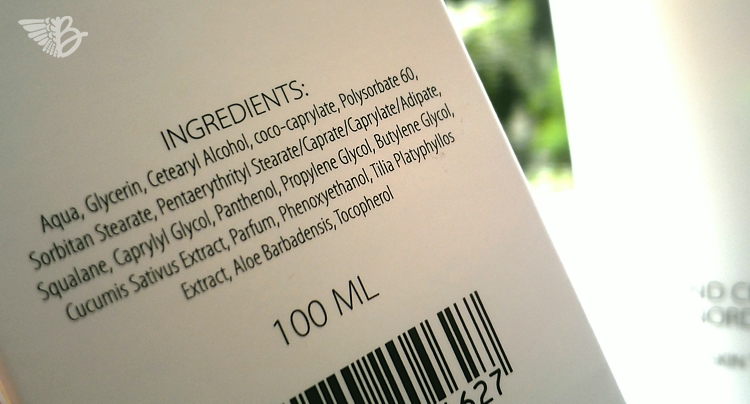 INGREDIENTS:
Aqua, Glycerin, Cetearyl Alcohol, coco-caprylate, Polysorbate 60,
Sorbitan Stearate, Pentaerythrityl Stearate/Caprate/Caprylate/Adipate,
Squalane, Caprylyl Glycol, Panthenol, Propylene Glycol, Butylene Glycol,
Cucumis Sativus Extract, Parfum, Phenoxyethanol, Tilia Platyphyllos
Extract, Aloe Barbadensis, Tocopherol
100 ML
627